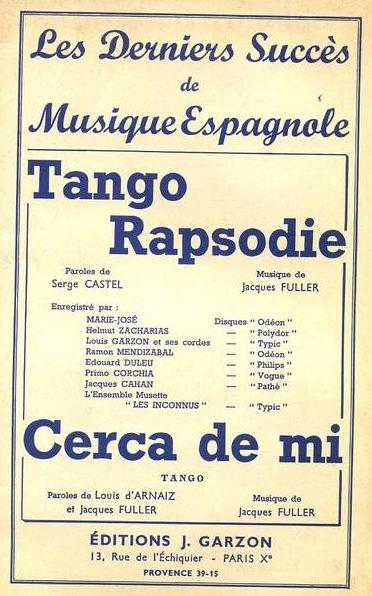 Les Derniers Succès
de
Musique Espagnole
Tango
Rapsodie
Paroles de Musique de
Serge CASTEL Jacques FULLER
Enregistré par :
MARIE-JOSÉ Disques " Odéon "
Helmut ZACHARIAS — " Polydor "
Louis GARZON et ses cordes — " Typic "
Ramon MENDIZABAL — " Odéon "
Edouard DULEU — " Philips "
Primo CORCHIA — " Vogue "
Jacques CAHAN — " Pathé "
L'Ensemble Musette
" LES INCONNUS " — " Typic "
Cerca de mi
TANGO
Paroles de Louis d'ARNAIZ Musique de
et Jacques FULLER Jacques FULLER
ÉDITIONS J. GARZON
13, Rue de l'Échiquier - PARIS Xe
PROVENCE 39-15